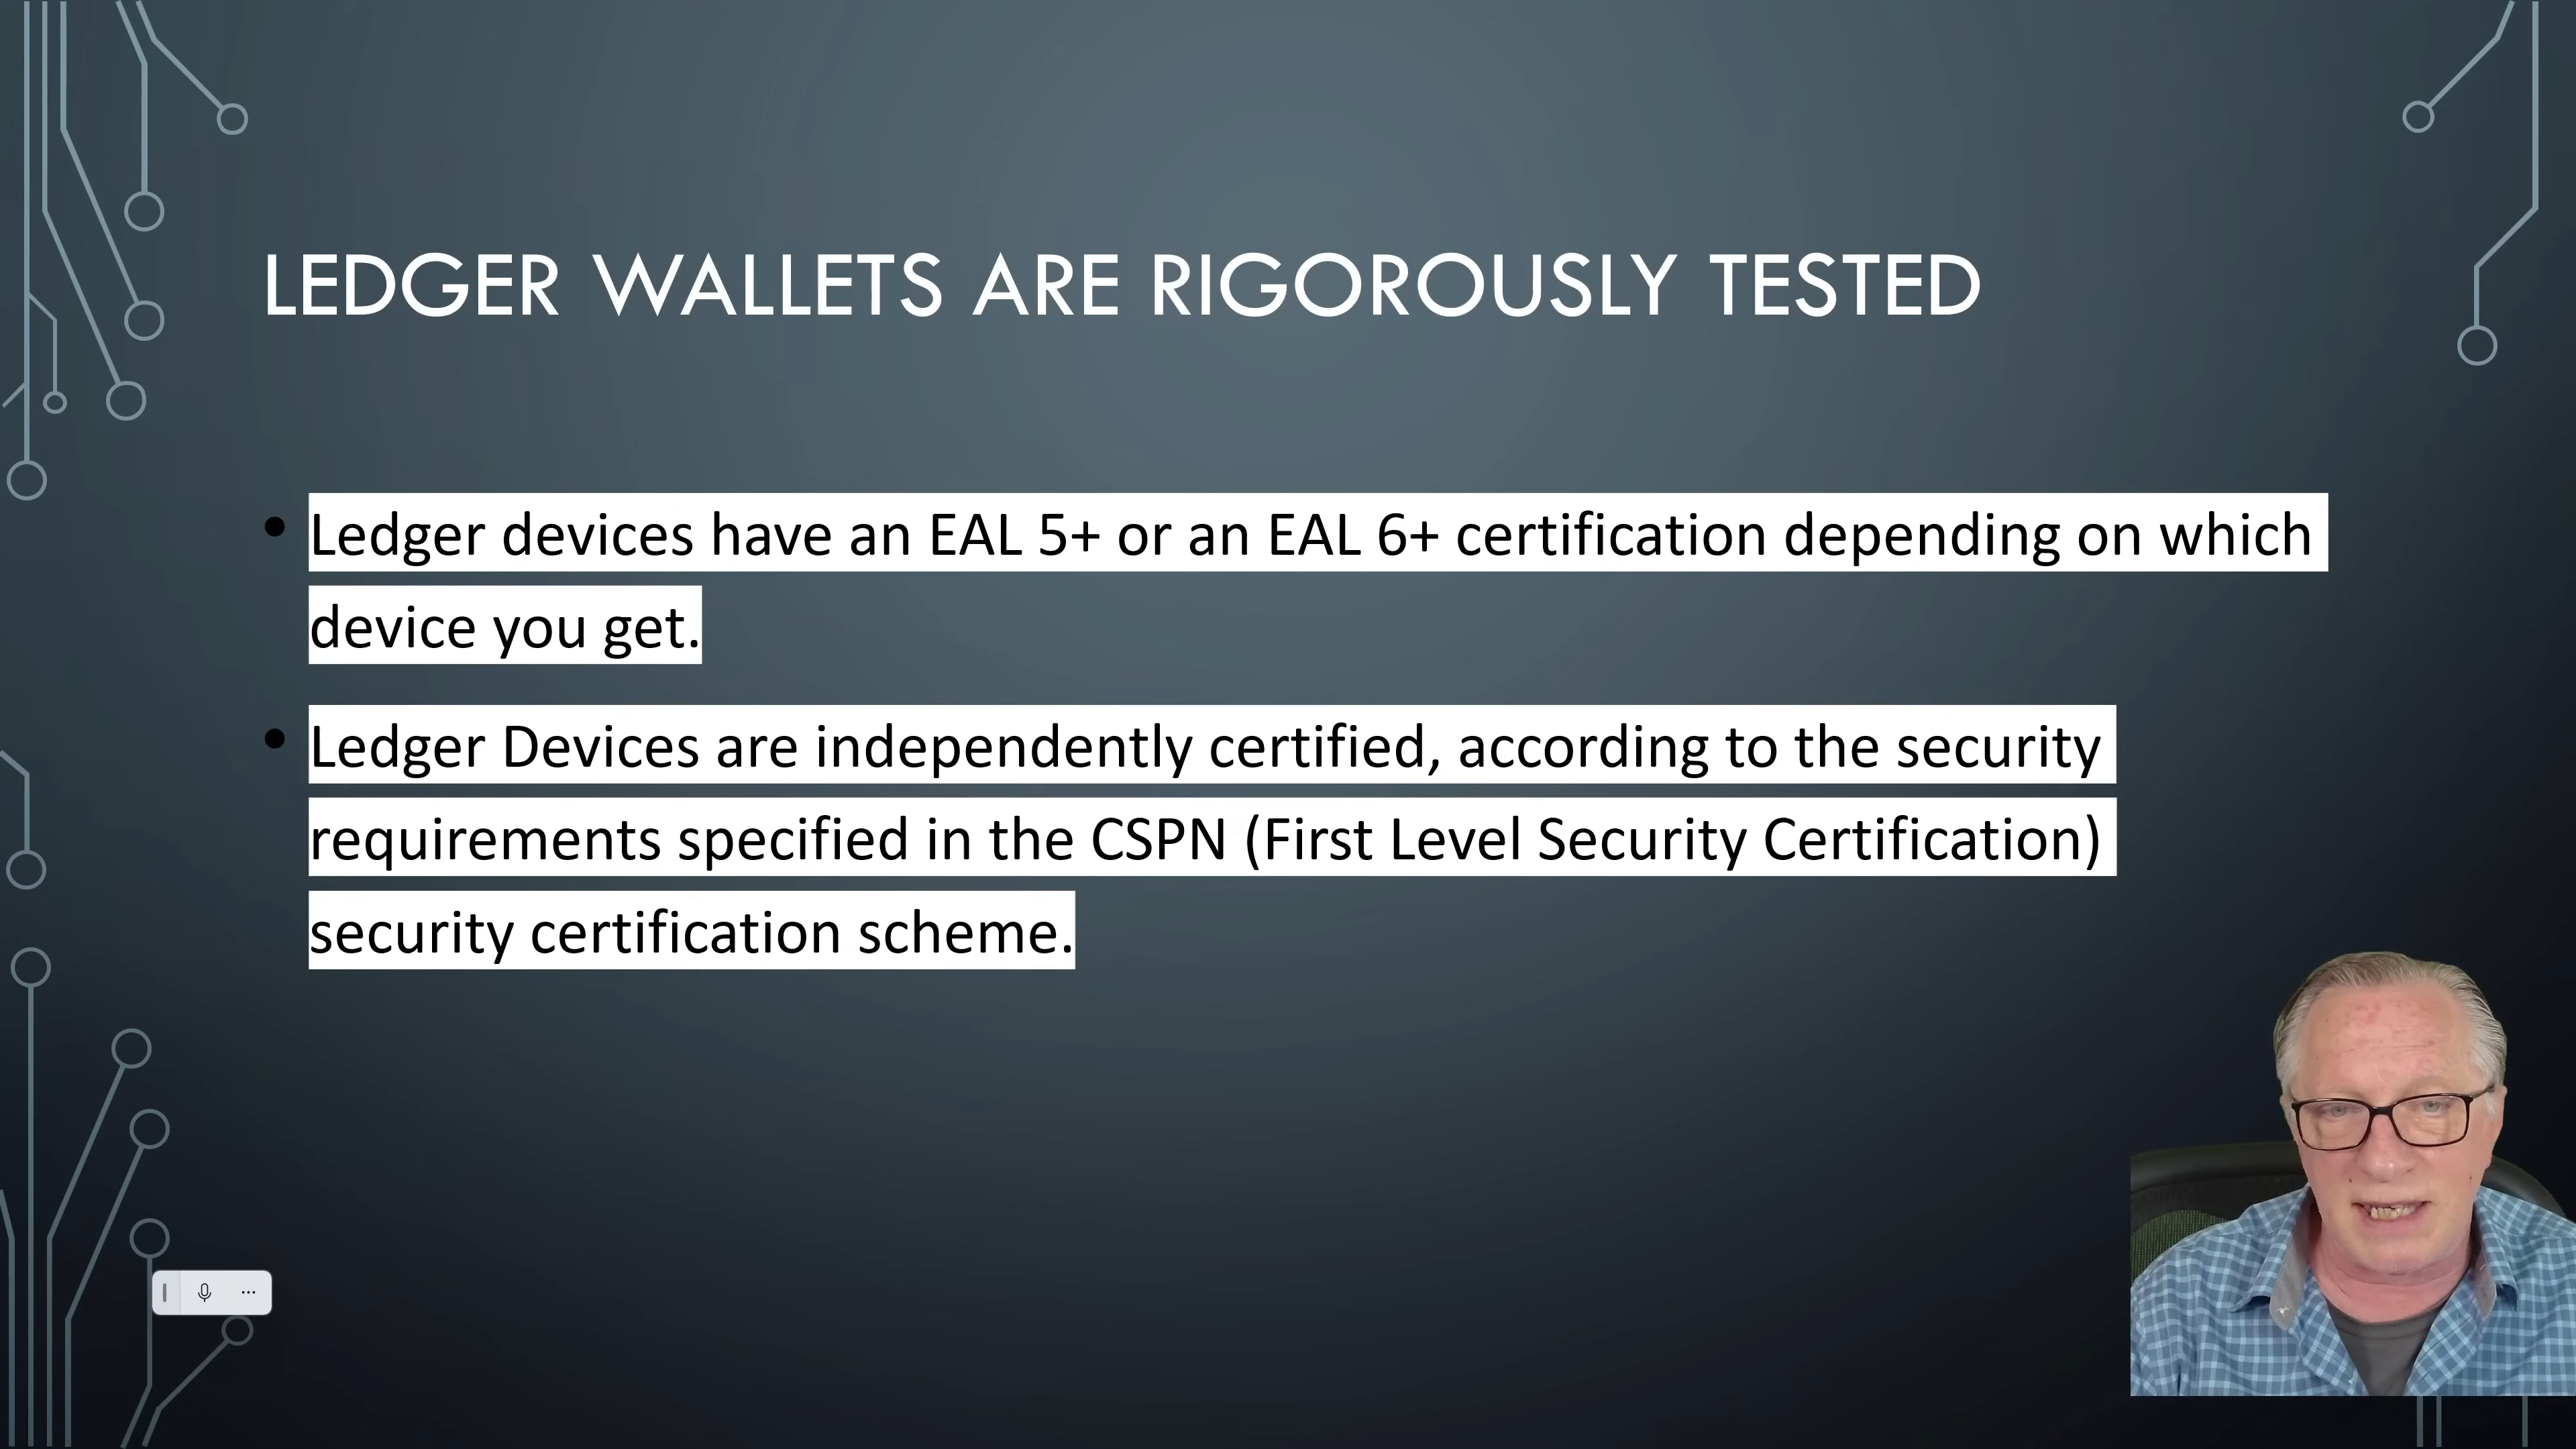 LEDGER WALLETS ARE RIGOROUSLY TESTED
Ledger devices have an EAL 5+ or an EAL 6+ certification depending on which
device you get.
Ledger Devices are independently certified, according to the security
requirements specified in the CSPN (First Level Security Certification)
security certification scheme.